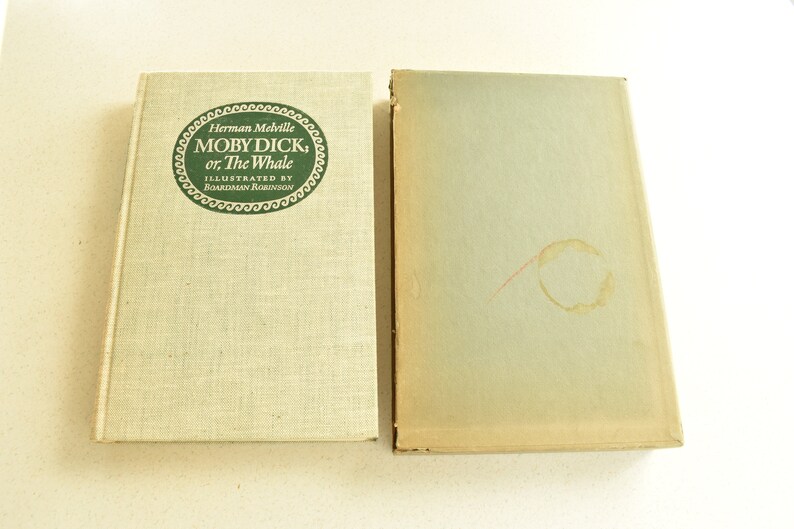 Herman Melville
MOBY DICK;
or, The Whale
ILLUSTRATED BY
BOARDMAN ROBINSON